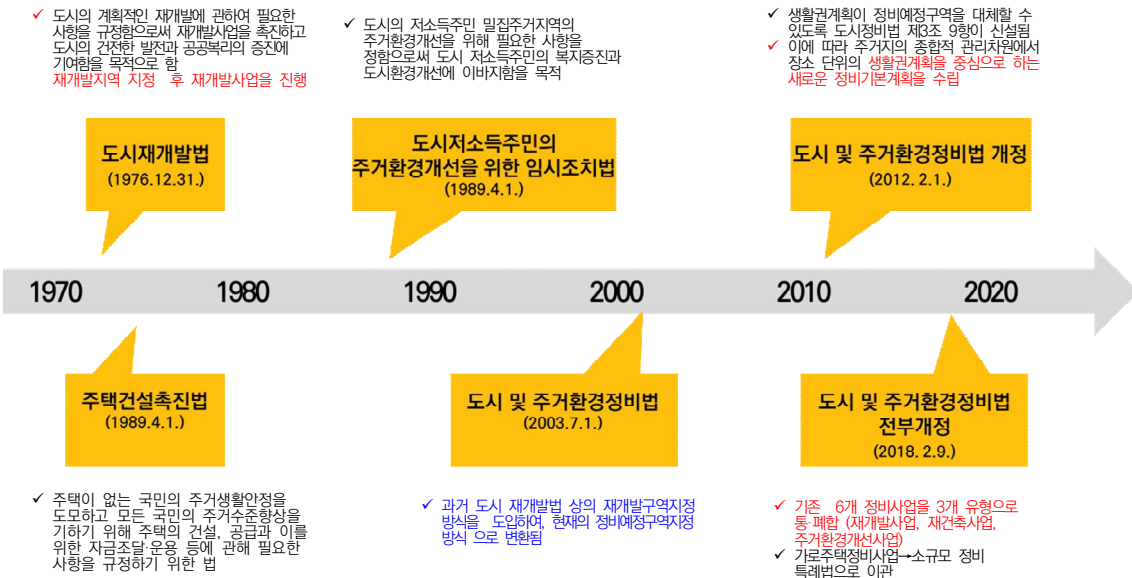 ✓ 도시의 계획적인 재개발에 관하여 필요한
사항을 규정함으로써 재개발사업을 촉진하고
도시의 건전한 발전과 공공복리의 증진에
기여함을 목적으로 함
재개발지역 지정 후 재개발사업을 진행
✓ 도시의 저소득주민 밀집주거지역의
주거환경개선을 위해 필요한 사항을
정함으로써 도시 저소득주민의 복지증진과
도시환경개선에 이바지함을 목적
✓ 생활권계획이 정비예정구역을 대체할 수
있도록 도시정비법 제3조 9항이 신설됨
✓ 이에 따라 주거지의 종합적 관리차원에서
장소 단위의 생활권계획을 중심으로 하는
새로운 정비기본계획을 수립
도시재개발법
(1976.12.31.)
도시저소득주민의
주거환경개선을 위한 임시조치법
(1989.4.1.)
도시 및 주거환경정비법 개정
(2012. 2.1.)
1970 1980 1990 2000 2010 2020
주택건설촉진법
(1989.4.1.)
도시 및 주거환경정비법
(2003.7.1.)
도시 및 주거환경정비법
전부개정
(2018. 2.9.)
✓ 주택이 없는 국민의 주거생활안정을
도모하고 모든 국민의 주거수준향상을
기하기 위해 주택의 건설, 공급과 이를
위한 자금조달·운용 등에 관해 필요한
사항을 규정하기 위한 법
✓ 과거 도시 재개발법 상의 재개발구역지정
방식을 도입하여, 현재의 정비예정구역지정
방식 으로 변환됨
✓ 기존 6개 정비사업을 3개 유형으로
통·폐합 (재개발사업, 재건축사업,
주거환경개선사업)
✓ 가로주택정비사업→소규모 정비
특례법으로 이관